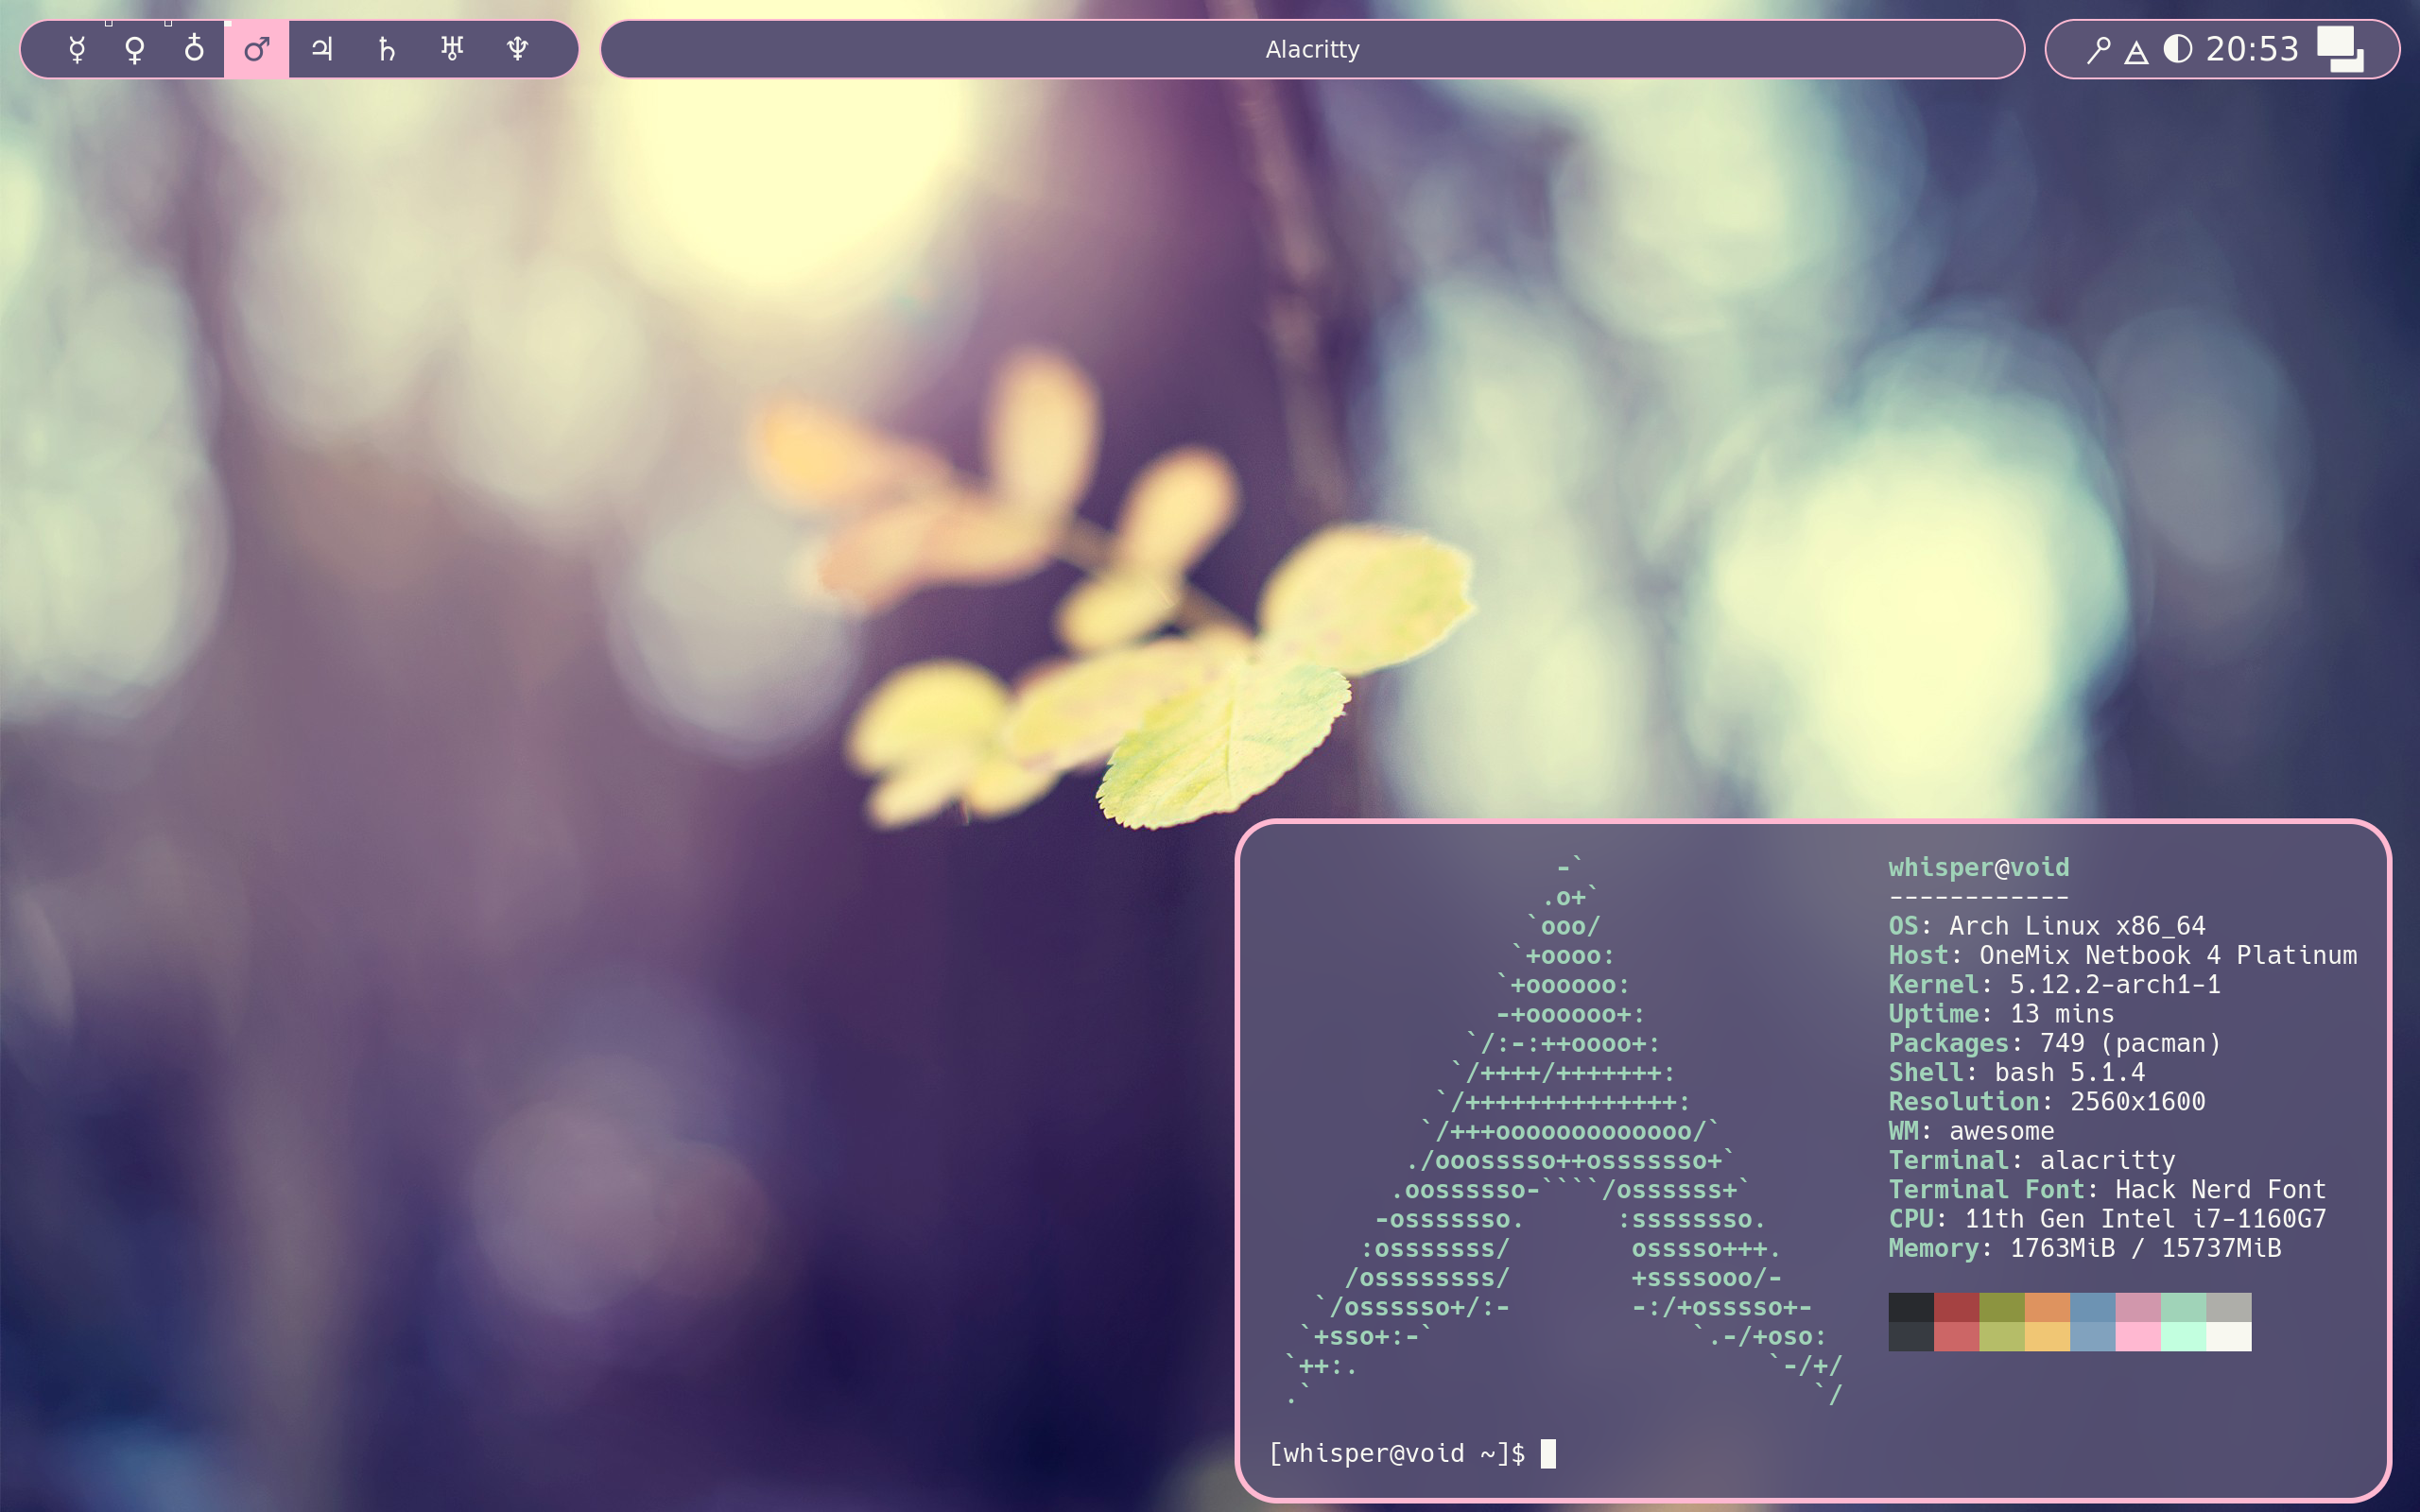 ☿ ♀ ♁ ♂ ♃ ♄ ♅ ♆
Alacritty
20:53
                   -`
                  .o+`
                 `ooo/
                `+oooo:
               `+oooooo:
               -+oooooo+:
             `/:-:++oooo+:
            `/++++/+++++++:
           `/++++++++++++++:
          `/+++ooooooooooooo/`
         ./ooosssso++osssssso+`
        .oossssso-````/ossssss+`
       -osssssso.      :ssssssso.
      :osssssss/        osssso+++.
     /ossssssss/        +ssssooo/-
   `/ossssso+/:-        -:/+osssso+-
  `+sso+:-`                 `.-/+oso:
 `++:.                           `-/+/
 .`                                 `/
whisper@void
------------
OS: Arch Linux x86_64
Host: OneMix Netbook 4 Platinum
Kernel: 5.12.2-arch1-1
Uptime: 13 mins
Packages: 749 (pacman)
Shell: bash 5.1.4
Resolution: 2560x1600
WM: awesome
Terminal: alacritty
Terminal Font: Hack Nerd Font
CPU: 11th Gen Intel i7-1160G7
Memory: 1763MiB / 15737MiB
[whisper@void ~]$